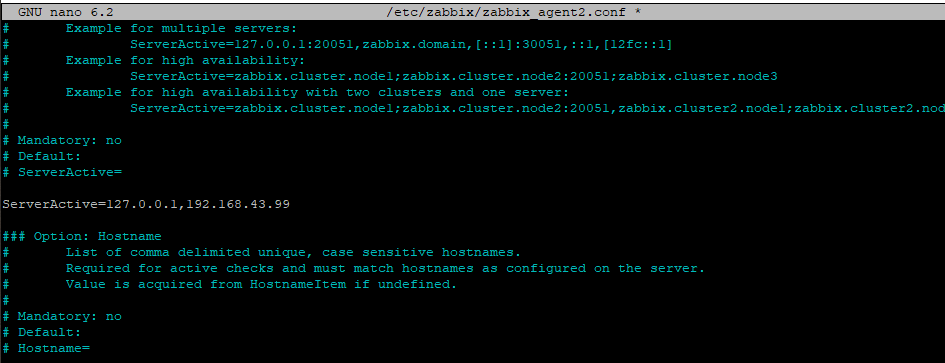 GNU nano 6.2 /etc/zabbix/zabbix_agent2.conf *
# Example for multiple servers:
# ServerActive=127.0.0.1:20051,zabbix.domain,[::1]:30051,::1,[12fc::1]
# Example for high availability:
# ServerActive=zabbix.cluster.node1;zabbix.cluster.node2:20051;zabbix.cluster.node3
# Example for high availability with two clusters and one server:
# ServerActive=zabbix.cluster.node1;zabbix.cluster.node2:20051,zabbix.cluster2.node1;zabbix.cluster2.nod
#
# Mandatory: no
# Default:
# ServerActive=
ServerActive=127.0.0.1,192.168.43.99
### Option: Hostname
# List of comma delimited unique, case sensitive hostnames.
# Required for active checks and must match hostnames as configured on the server.
# Value is acquired from HostnameItem if undefined.
#
# Mandatory: no
# Default:
# Hostname=